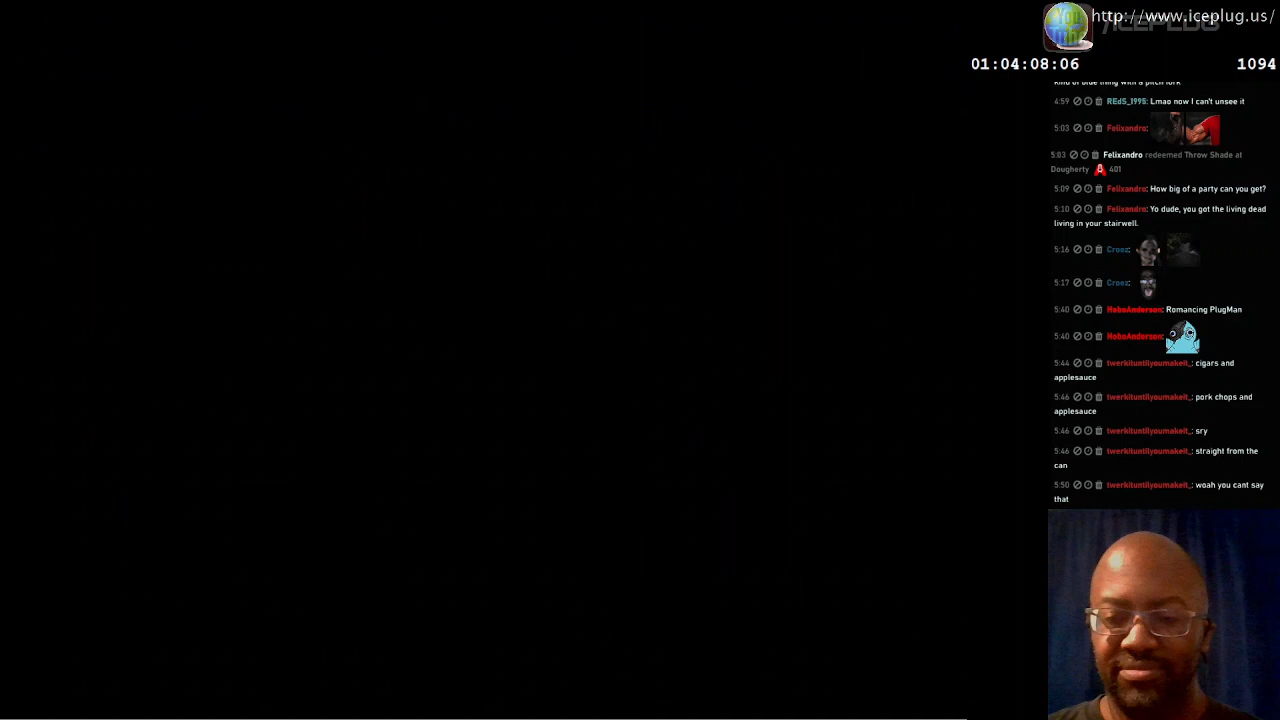 http://www.iceplug.us/
/ICEPLUG
01:04:08:06 1094
kind of blue thing with a pitch fork
4:59 REdS_1995: Lmao now I can't unsee it
5:03 Felixandro:
5:03 Felixandro redeemed Throw Shade at
Dougherty 401
5:09 Felixandro: How big of a party can you get?
5:10 Felixandro: Yo dude, you got the living dead
living in your stairwell.
5:16 Croez:
5:17 Croez:
5:40 HoboAnderson: Romancing PlugMan
5:40 HoboAnderson:
5:44 twerkituntilyoumakeit_: cigars and
applesauce
5:46 twerkituntilyoumakeit_: pork chops and
applesauce
5:46 twerkituntilyoumakeit_: sry
5:46 twerkituntilyoumakeit_: straight from the
can
5:50 twerkituntilyoumakeit_: woah you cant say
that